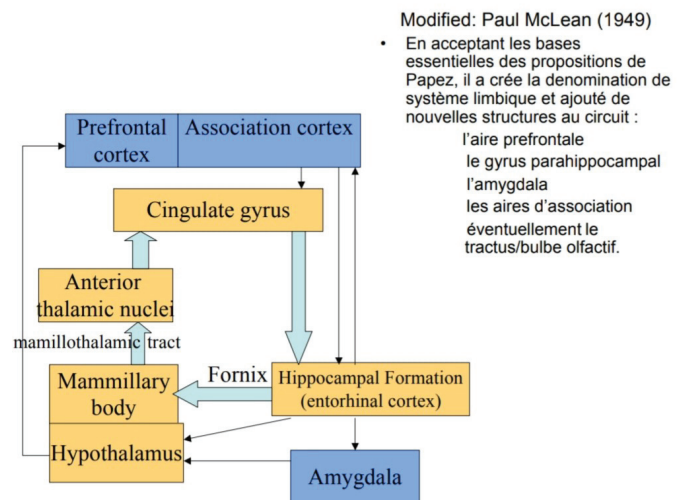 Modified: Paul McLean (1949)
• En acceptant les bases
essentielles des propositions de
Papez, il a crée la denomination de
système limbique et ajouté de
nouvelles structures au circuit :
l'aire prefrontale
le gyrus parahippocampal
l'amygdala
les aires d'association
éventuellement le
tractus/bulbe olfactif.
Prefrontal
cortex
Association cortex
Cingulate gyrus
Anterior
thalamic nuclei
mamillothalamic tract
Mammillary
body
Fornix
Hippocampal Formation
(entorhinal cortex)
Hypothalamus
Amygdala